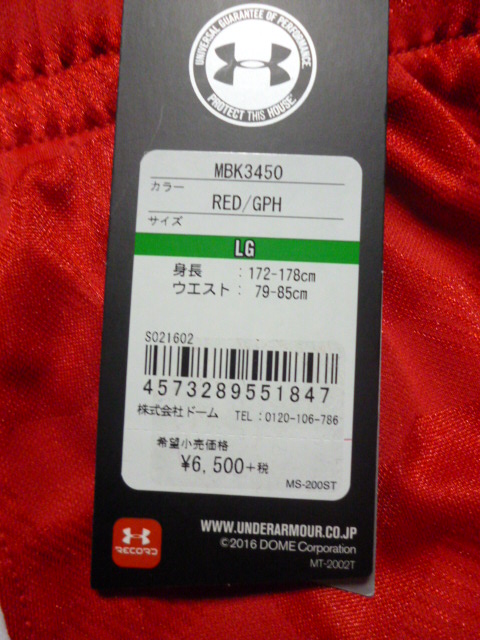 UNIVERSAL GUARANTEE OF PERFORMANCE
PROTECT THIS HOUSE
MBK3450
カラー
RED/GPH
サイズ
LG
身長 : 172-178cm
ウエスト: 79-85cm
S021602
4573289551847
株式会社ドーム TEL:0120-106-786
希望小売価格
¥6,500+税
MS-200ST
RECORD
WWW.UNDERARMOUR.CO.JP
©2016 DOME Corporation
MT-2002T